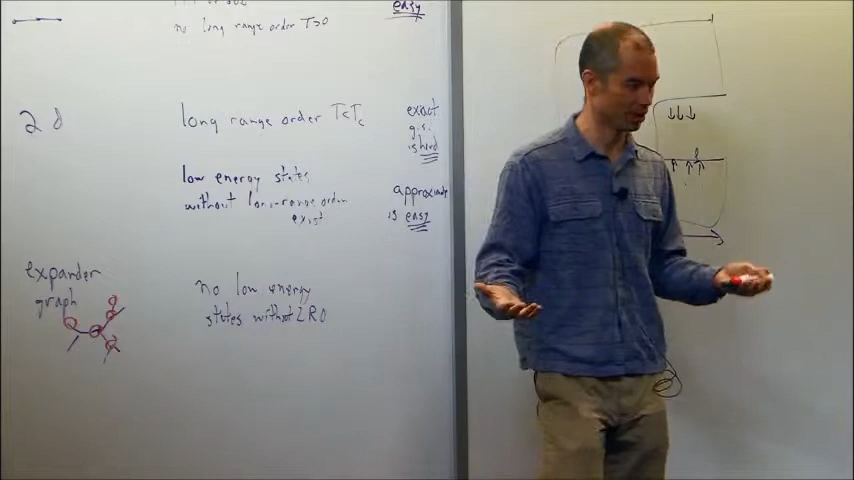 easy
no long range order T>0
2d
long range order T<Tc
exact
g.s.
is hard
low energy states
without long-range order
exist
approximate
is easy
expander
graph
no low energy
states without LRO